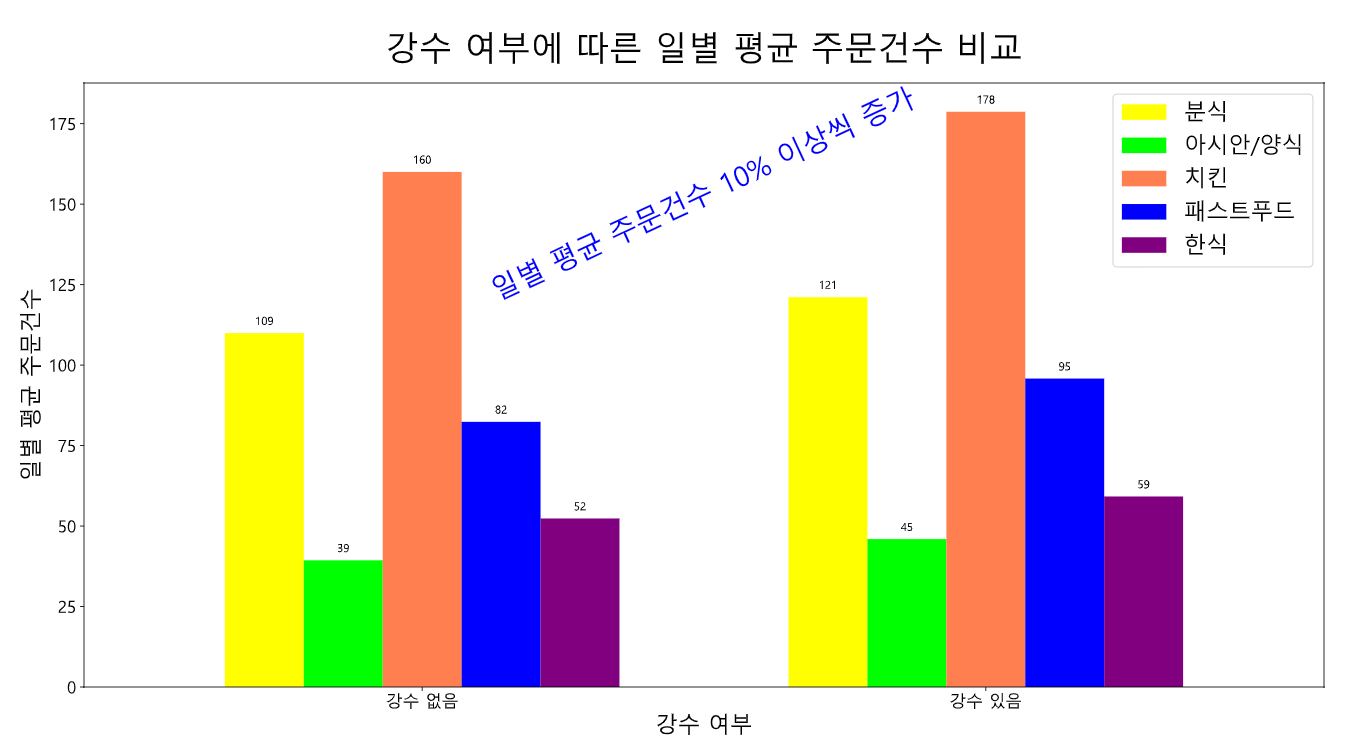 강수 여부에 따른 일별 평균 주문건수 비교
일별 평균 주문건수 10% 이상씩 증가
분식
아시안/양식
치킨
패스트푸드
한식
일별 평균 주문건수
175
150
125
100
75
50
25
0
109
39
160
82
52
121
45
178
95
59
강수 없음
강수 있음
강수 여부